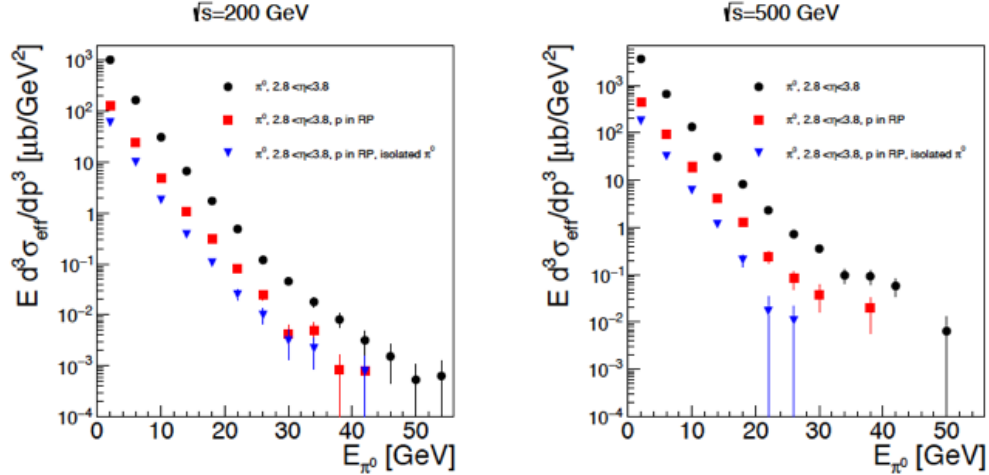 √s=200 GeV
E d³σeff/dp³ [μb/GeV²]
10³
10²
10
1
10⁻¹
10⁻²
10⁻³
10⁻⁴
π⁰, 2.8 <η<3.8
π⁰, 2.8 <η<3.8, p in RP
π⁰, 2.8 <η<3.8, p in RP, isolated π⁰
0 10 20 30 40 50
Eπ⁰ [GeV]
√s=500 GeV
E d³σeff/dp³ [μb/GeV²]
10³
10²
10
1
10⁻¹
10⁻²
10⁻³
10⁻⁴
π⁰, 2.8 <η<3.8
π⁰, 2.8 <η<3.8, p in RP
π⁰, 2.8 <η<3.8, p in RP, isolated π⁰
0 10 20 30 40 50
Eπ⁰ [GeV]